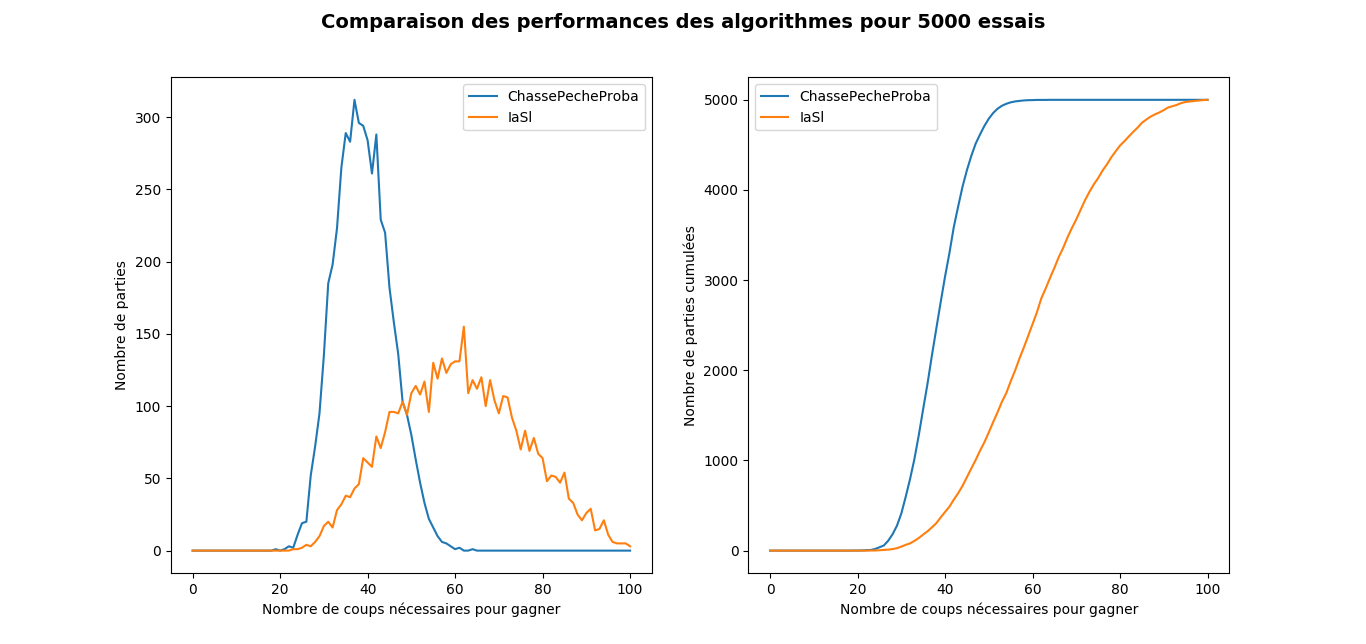 Comparaison des performances des algorithmes pour 5000 essais
ChassePecheProba
IaSl
Nombre de parties
300
250
200
150
100
50
0
0 20 40 60 80 100
Nombre de coups nécessaires pour gagner
ChassePecheProba
IaSl
Nombre de parties cumulées
5000
4000
3000
2000
1000
0
0 20 40 60 80 100
Nombre de coups nécessaires pour gagner